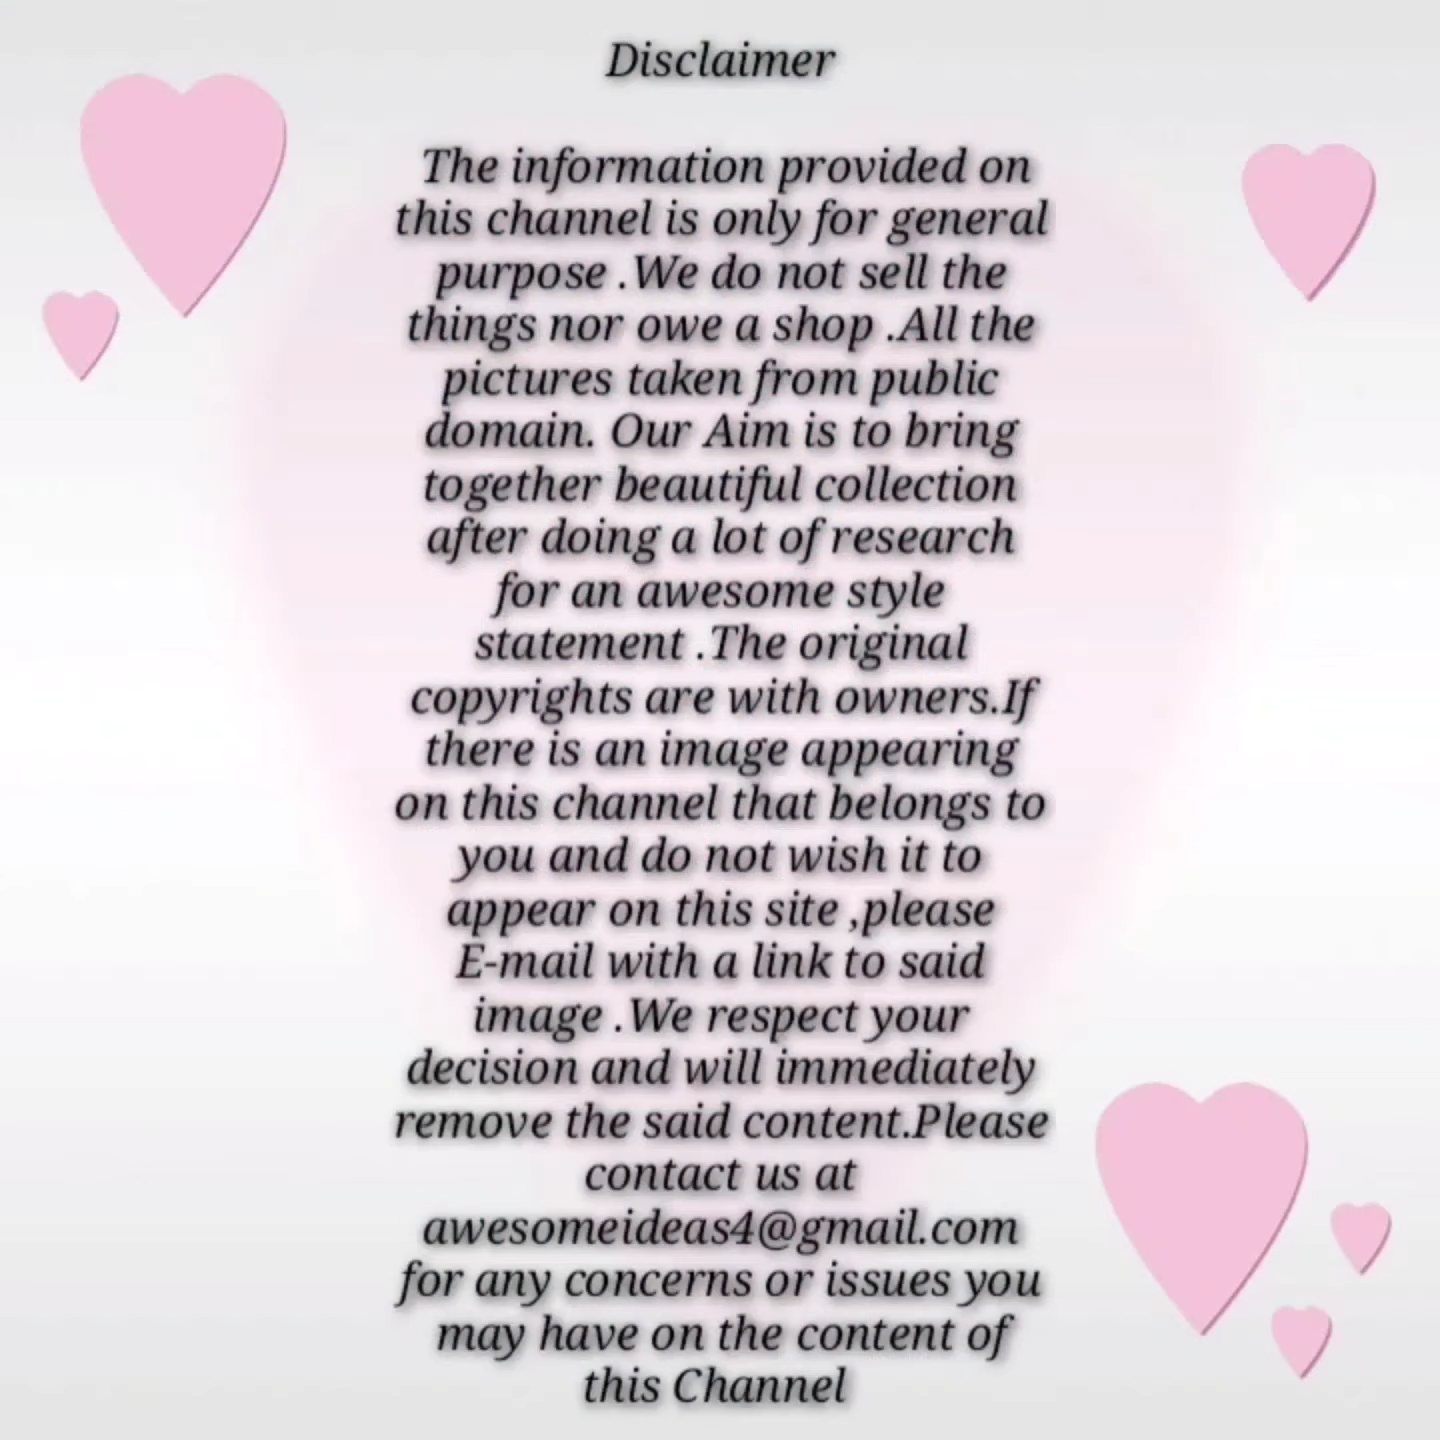 Disclaimer
The information provided on
this channel is only for general
purpose .We do not sell the
things nor owe a shop .All the
pictures taken from public
domain. Our Aim is to bring
together beautiful collection
after doing a lot of research
for an awesome style
statement .The original
copyrights are with owners.If
there is an image appearing
on this channel that belongs to
you and do not wish it to
appear on this site ,please
E-mail with a link to said
image .We respect your
decision and will immediately
remove the said content.Please
contact us at
awesomeideas4@gmail.com
for any concerns or issues you
may have on the content of
this Channel